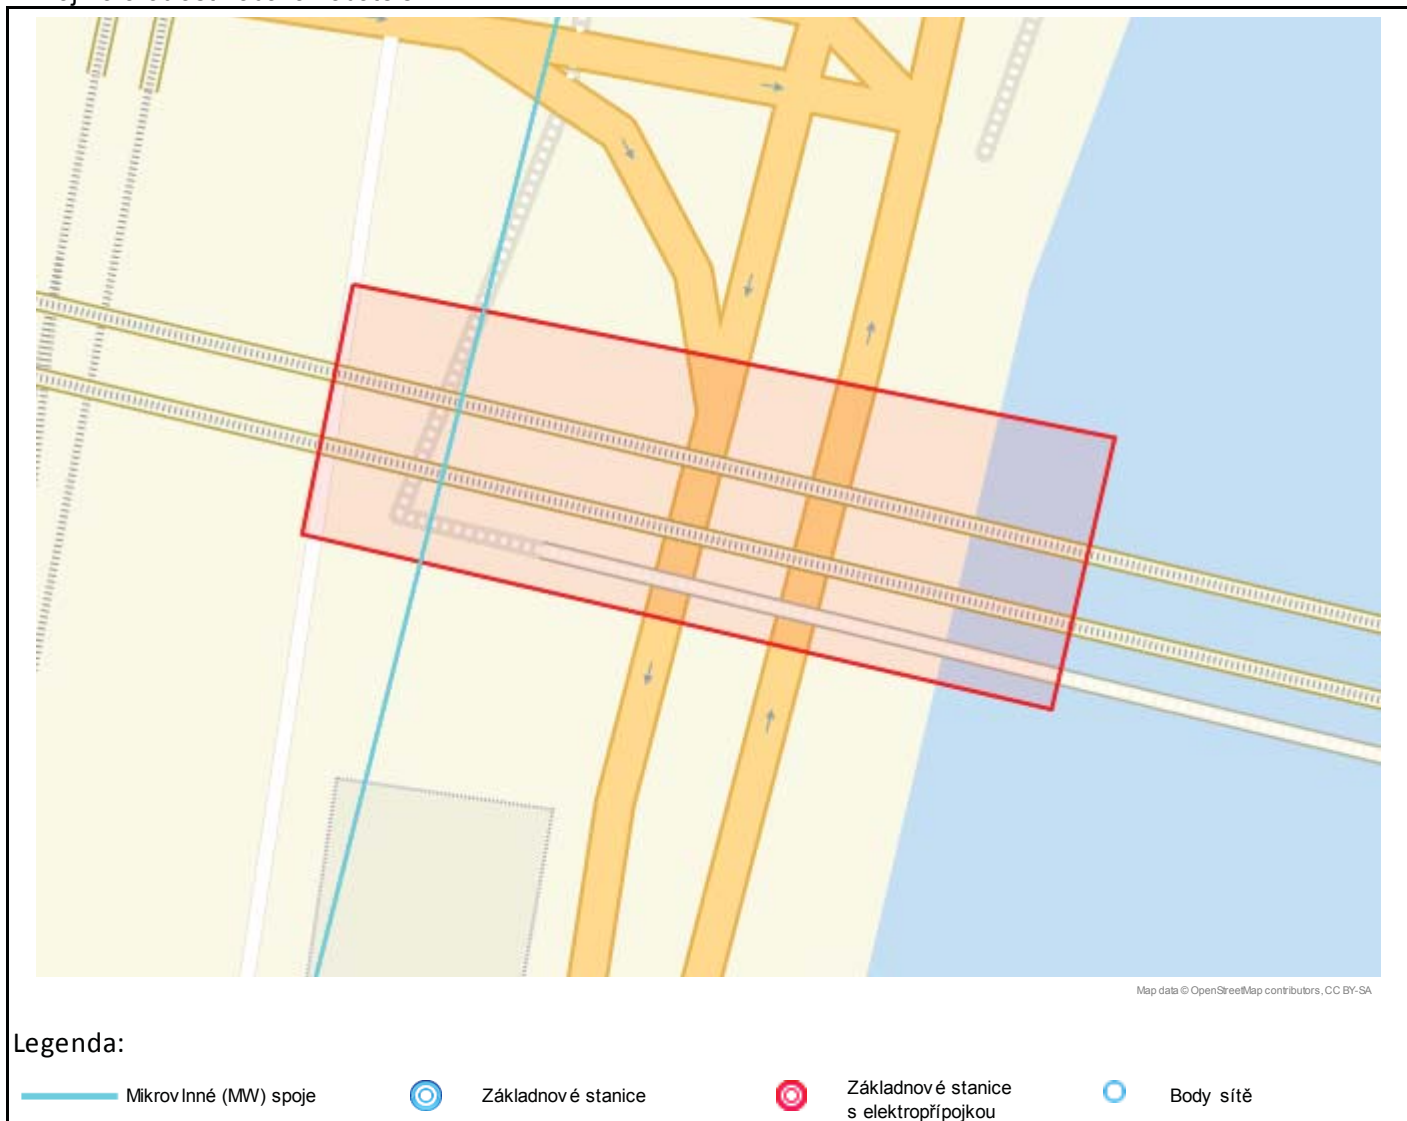 Map data © OpenStreetMap contributors, CC BY-SA
Legenda:
Mikrovlnné (MW) spoje
Základnové stanice
Základnové stanice
s elektropřípojkou
Body sítě